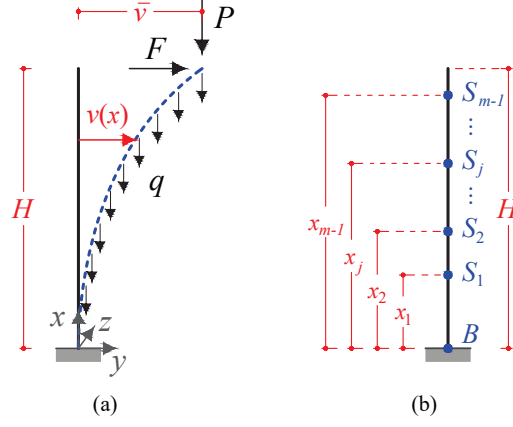 v̄
P
F
v(x)
q
H
x
z
y
(a)
S_{m-1}
...
S_j
...
S_2
S_1
B
x_{m-1}
x_j
x_2
x_1
H
(b)